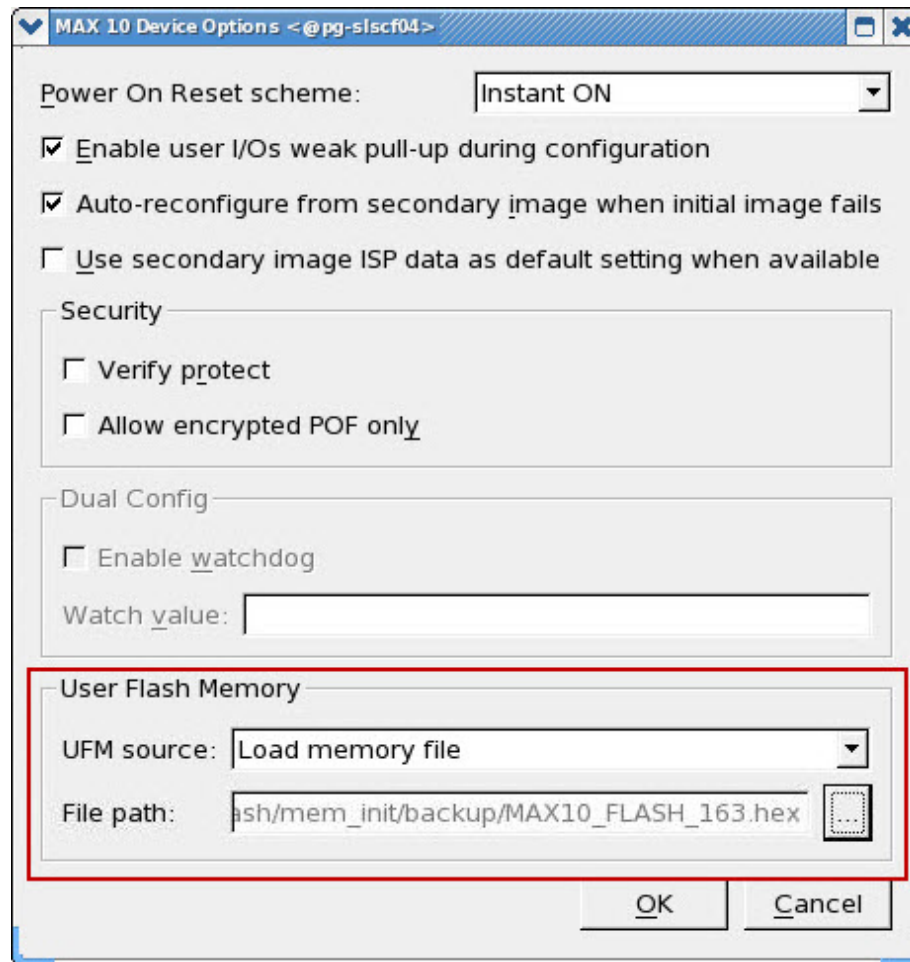 MAX 10 Device Options <@pg-slscf04>
Power On Reset scheme: Instant ON
Enable user I/Os weak pull-up during configuration
Auto-reconfigure from secondary image when initial image fails
Use secondary image ISP data as default setting when available
Security
Verify protect
Allow encrypted POF only
Dual Config
Enable watchdog
Watch value:
User Flash Memory
UFM source: Load memory file
File path: ash/mem_init/backup/MAX10_FLASH_163.hex ...
OK Cancel